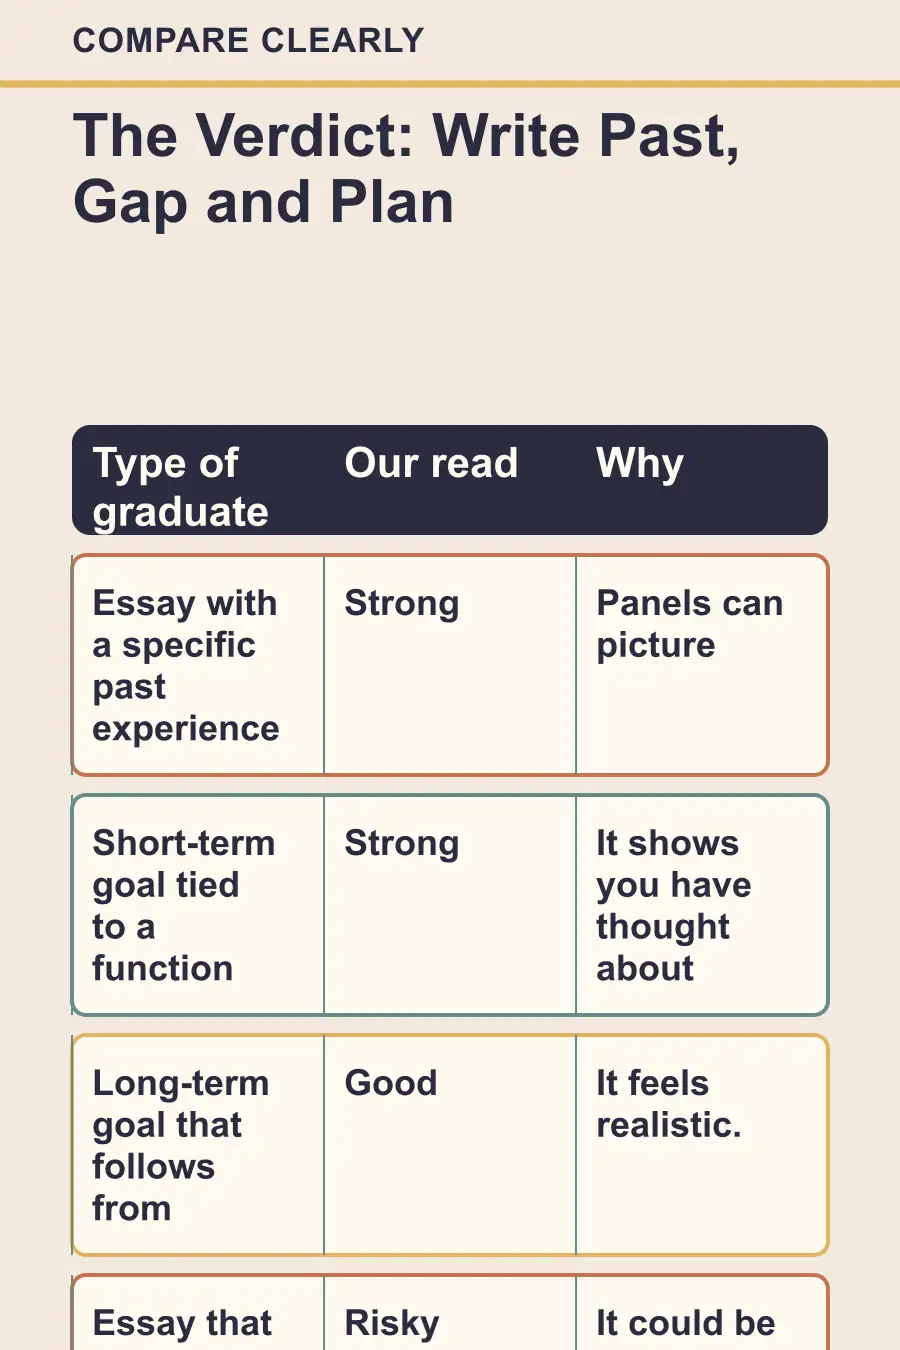 COMPARE CLEARLY
The Verdict: Write Past,
Gap and Plan
Type of
graduate
Our read
Why
Essay with
a specific
past
experience
Strong
Panels can
picture
Short-term
goal tied
to a
function
Strong
It shows
you have
thought
about
Long-term
goal that
follows
from
Good
It feels
realistic.
Essay that
Risky
It could be